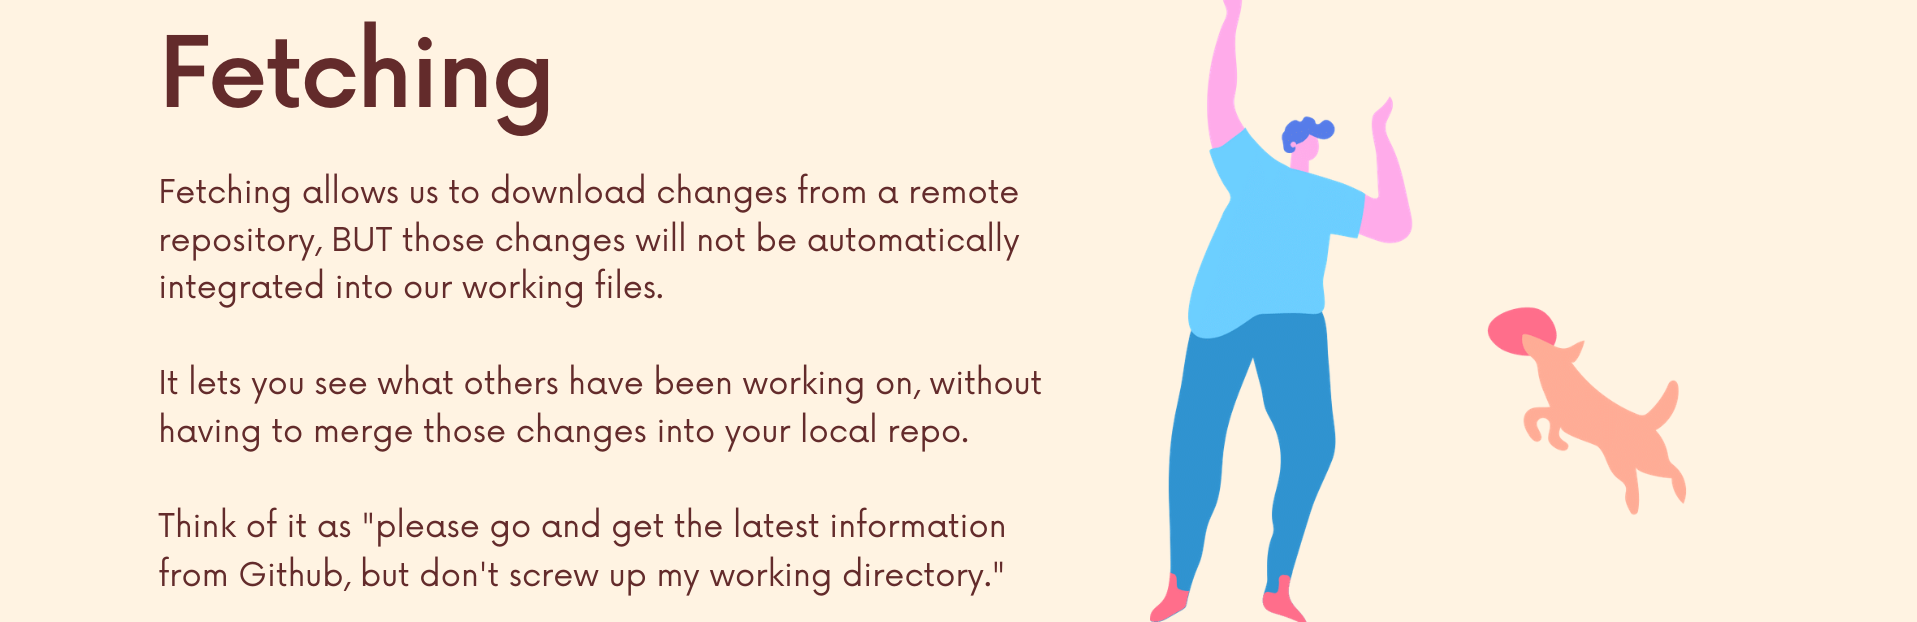 Fetching
Fetching allows us to download changes from a remote
repository, BUT those changes will not be automatically
integrated into our working files.
It lets you see what others have been working on, without
having to merge those changes into your local repo.
Think of it as "please go and get the latest information
from Github, but don't screw up my working directory."